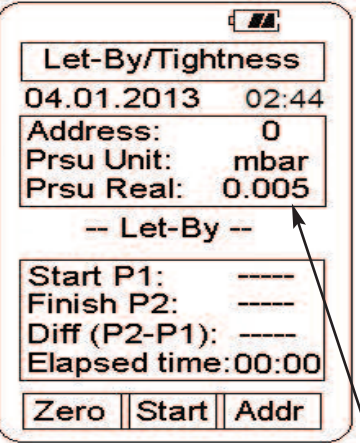 Let-By/Tightness
04.01.2013 02:44
Address: 0
Prsu Unit: mbar
Prsu Real: 0.005
-- Let-By --
Start P1: -----
Finish P2: -----
Diff (P2-P1): -----
Elapsed time:00:00
Zero Start Addr